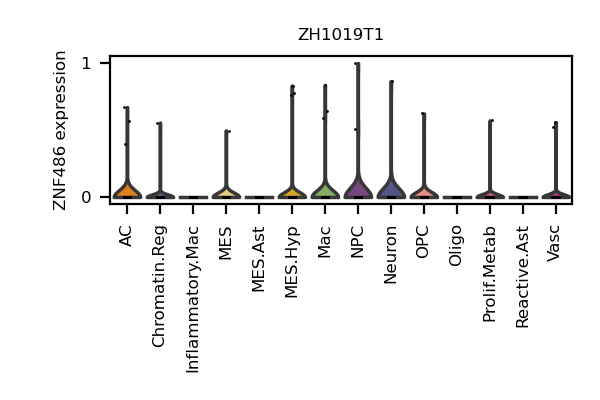 ZH1019T1
ZNF486 expression
1
0
AC
Chromatin.Reg
Inflammatory.Mac
MES
MES.Ast
MES.Hyp
Mac
NPC
Neuron
OPC
Oligo
Prolif.Metab
Reactive.Ast
Vasc